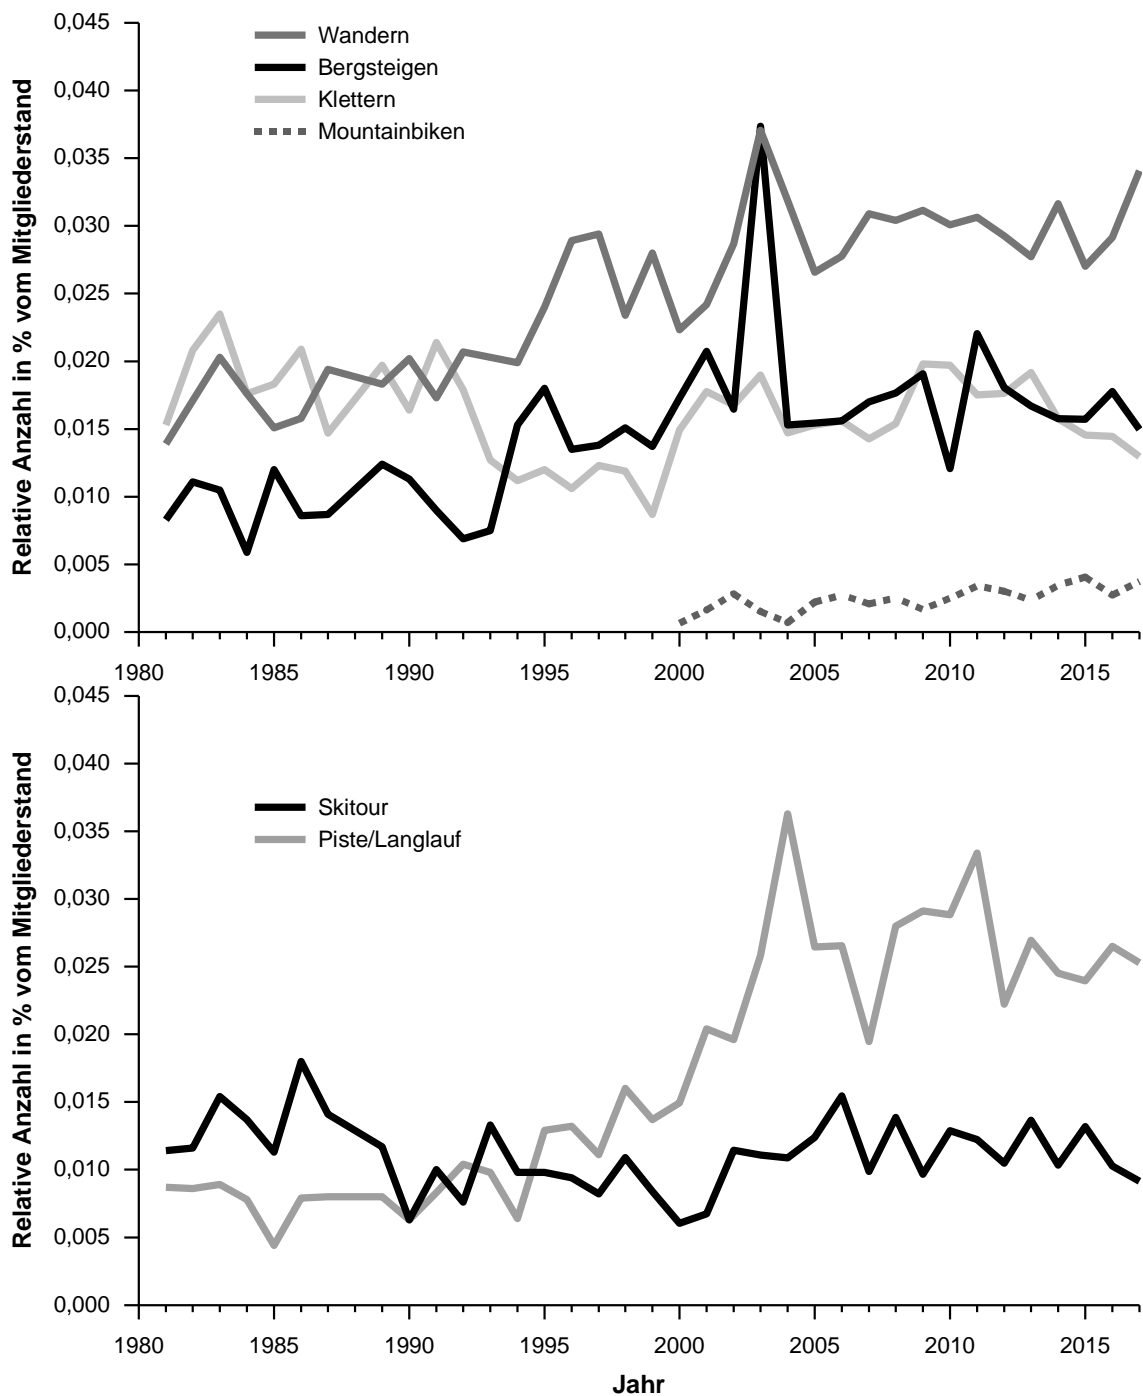 Relative Anzahl in % vom Mitgliederstand
0,045
0,040
0,035
0,030
0,025
0,020
0,015
0,010
0,005
0,000
Wandern
Bergsteigen
Klettern
Mountainbiken
1980 1985 1990 1995 2000 2005 2010 2015
Relative Anzahl in % vom Mitgliederstand
0,045
0,040
0,035
0,030
0,025
0,020
0,015
0,010
0,005
0,000
Skitour
Piste/Langlauf
1980 1985 1990 1995 2000 2005 2010 2015
Jahr